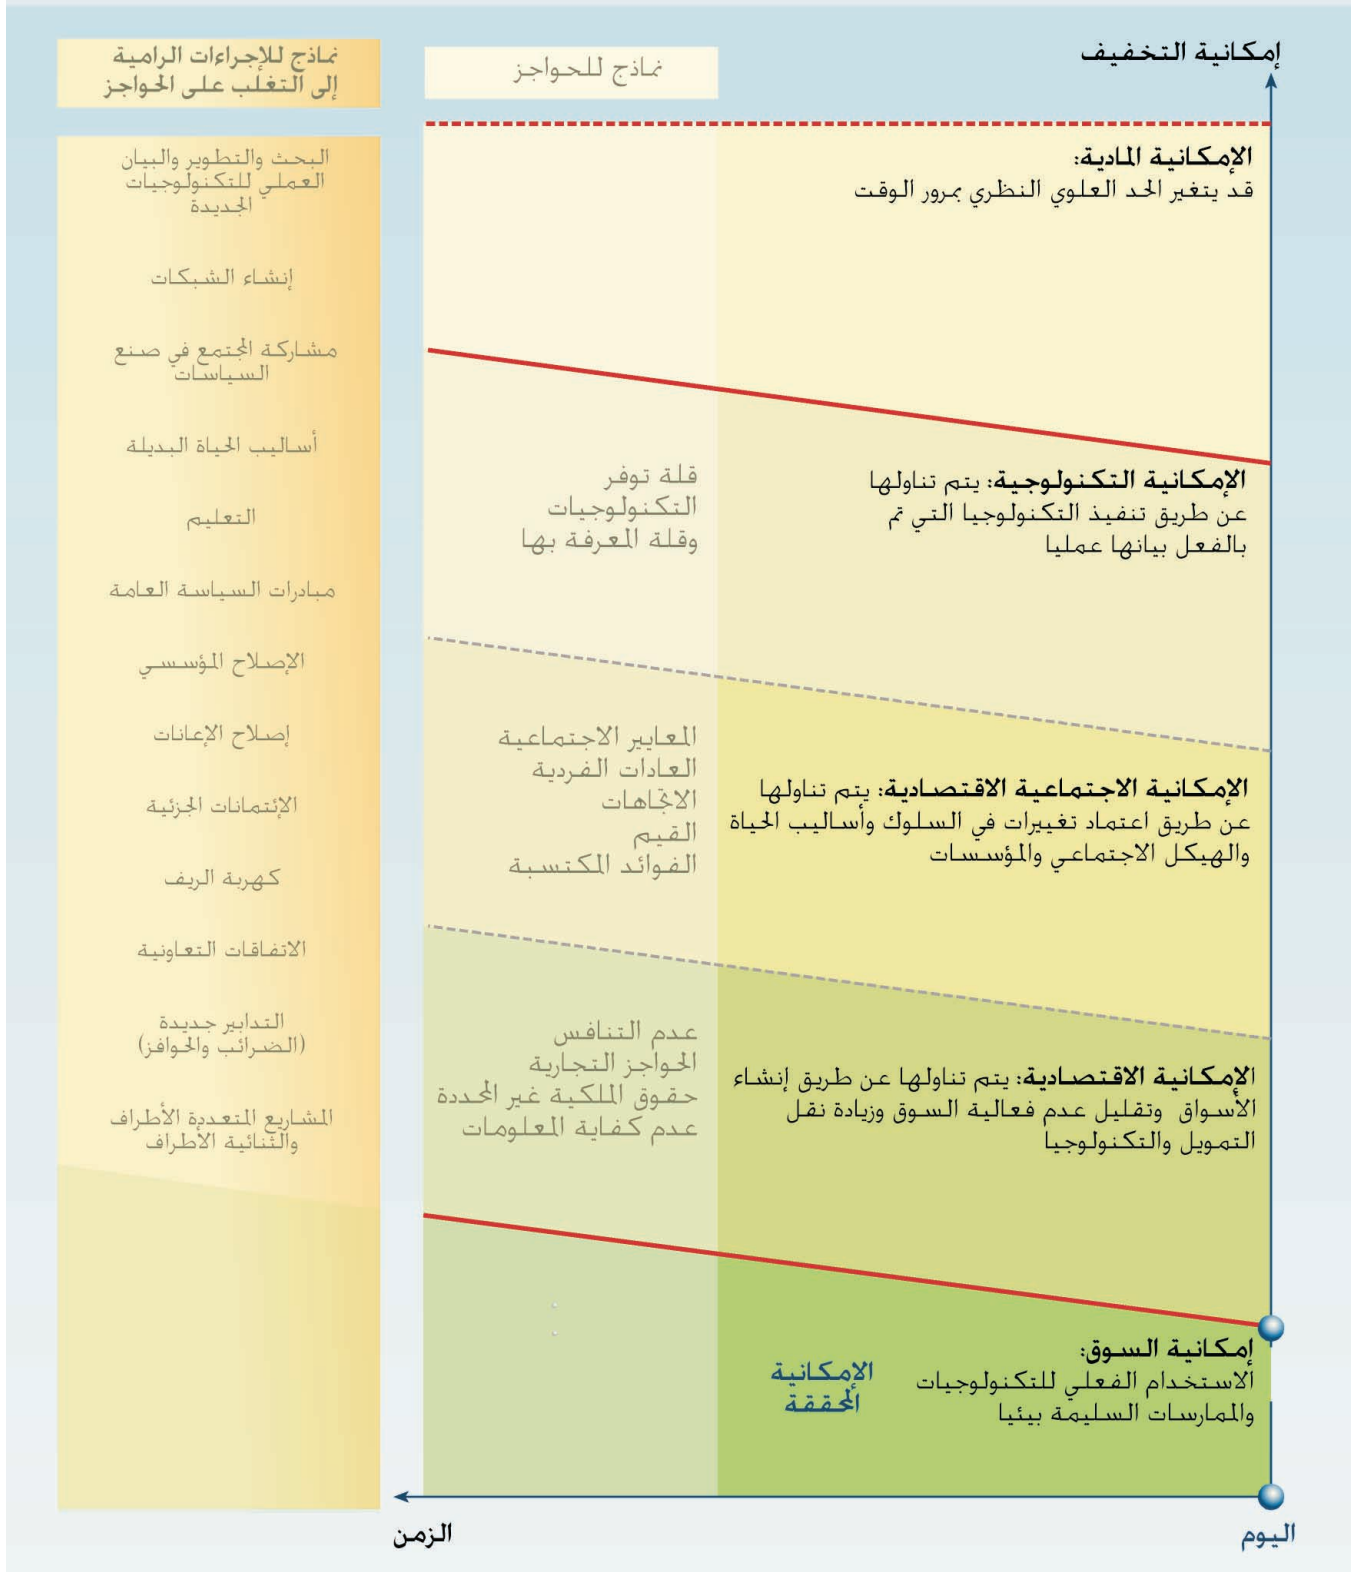 إمكانية التخفيف
نماذج للحواجز
نماذج للإجراءات الرامية
إلى التغلب على الحواجز
الإمكانية المادية:
قد يتغير الحد العلوي النظري بمرور الوقت
الإمكانية التكنولوجية: يتم تناولها
عن طريق تنفيذ التكنولوجيا التي تم
بالفعل بيانها عمليا
الإمكانية الاجتماعية الاقتصادية: يتم تناولها
عن طريق اعتماد تغييرات في السلوك وأساليب الحياة
والهيكل الاجتماعي والمؤسسات
الإمكانية الاقتصادية: يتم تناولها عن طريق إنشاء
الأسواق وتقليل عدم فعالية السوق وزيادة نقل
التمويل والتكنولوجيا
إمكانية السوق:
الاستخدام الفعلي للتكنولوجيات
والممارسات السليمة بيئيا
الإمكانية
المحققة
قلة توفر
التكنولوجيات
وقلة المعرفة بها
المعايير الاجتماعية
العادات الفردية
الاتجاهات
القيم
الفوائد المكتسبة
عدم التنافس
الحواجز التجارية
حقوق الملكية غير المحددة
عدم كفاية المعلومات
البحث والتطوير والبيان
العملي للتكنولوجيات
الجديدة
إنشاء الشبكات
مشاركة المجتمع في صنع
السياسات
أساليب الحياة البديلة
التعليم
مبادرات السياسة العامة
الإصلاح المؤسسي
إصلاح الإعانات
الإئتمانات الجزئية
كهربة الريف
الاتفاقات التعاونية
التدابير جديدة
(الضرائب والحوافز)
المشاريع المتعددة الأطراف
والثنائية الأطراف
اليوم
الزمن